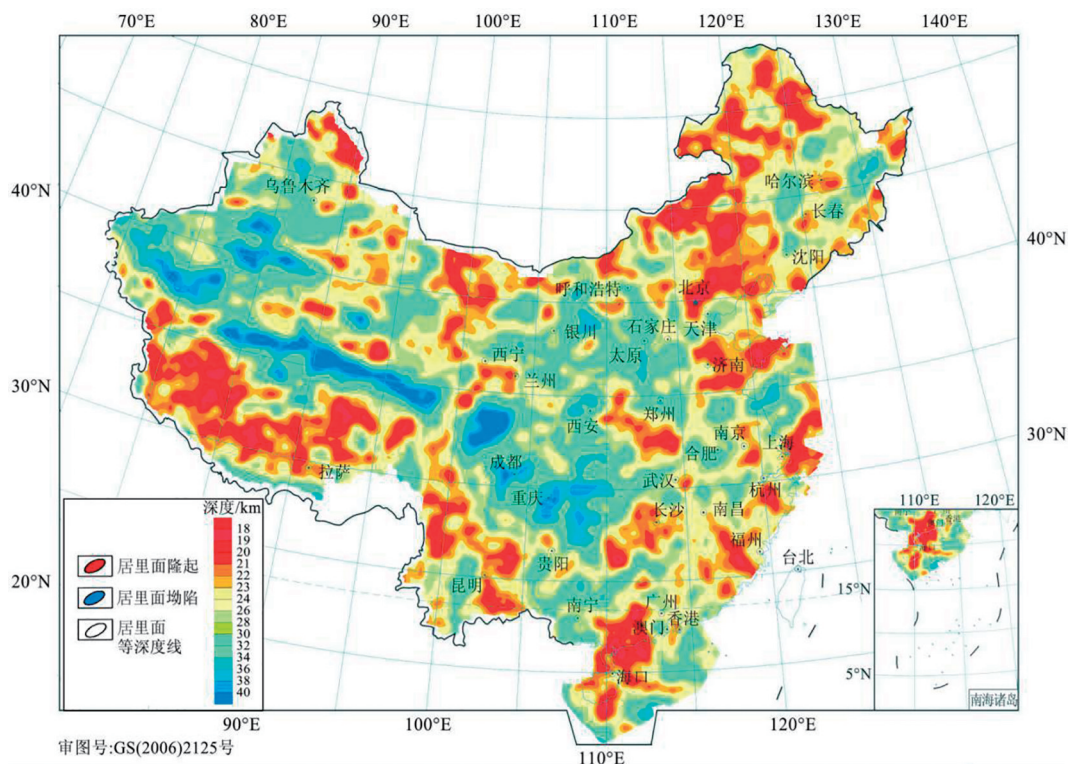 70°E 80°E 90°E 100°E 110°E 120°E 130°E 140°E
40°N
30°N
20°N
40°N
30°N
乌鲁木齐
哈尔滨
长春
沈阳
呼和浩特
北京
银川
石家庄
天津
太原
西宁
兰州
济南
西安
郑州
南京
上海
合肥
成都
拉萨
重庆
武汉
杭州
长沙
南昌
福州
台北
贵阳
昆明
南宁
广州
香港
澳门
海口
深度/km
18
19
20
21
22
23
24
26
28
30
32
34
36
38
40
居里面隆起
居里面坳陷
居里面
等深度线
110°E 120°E
15°N
5°N
南海诸岛
90°E 100°E 110°E 120°E
审图号:GS(2006)2125号